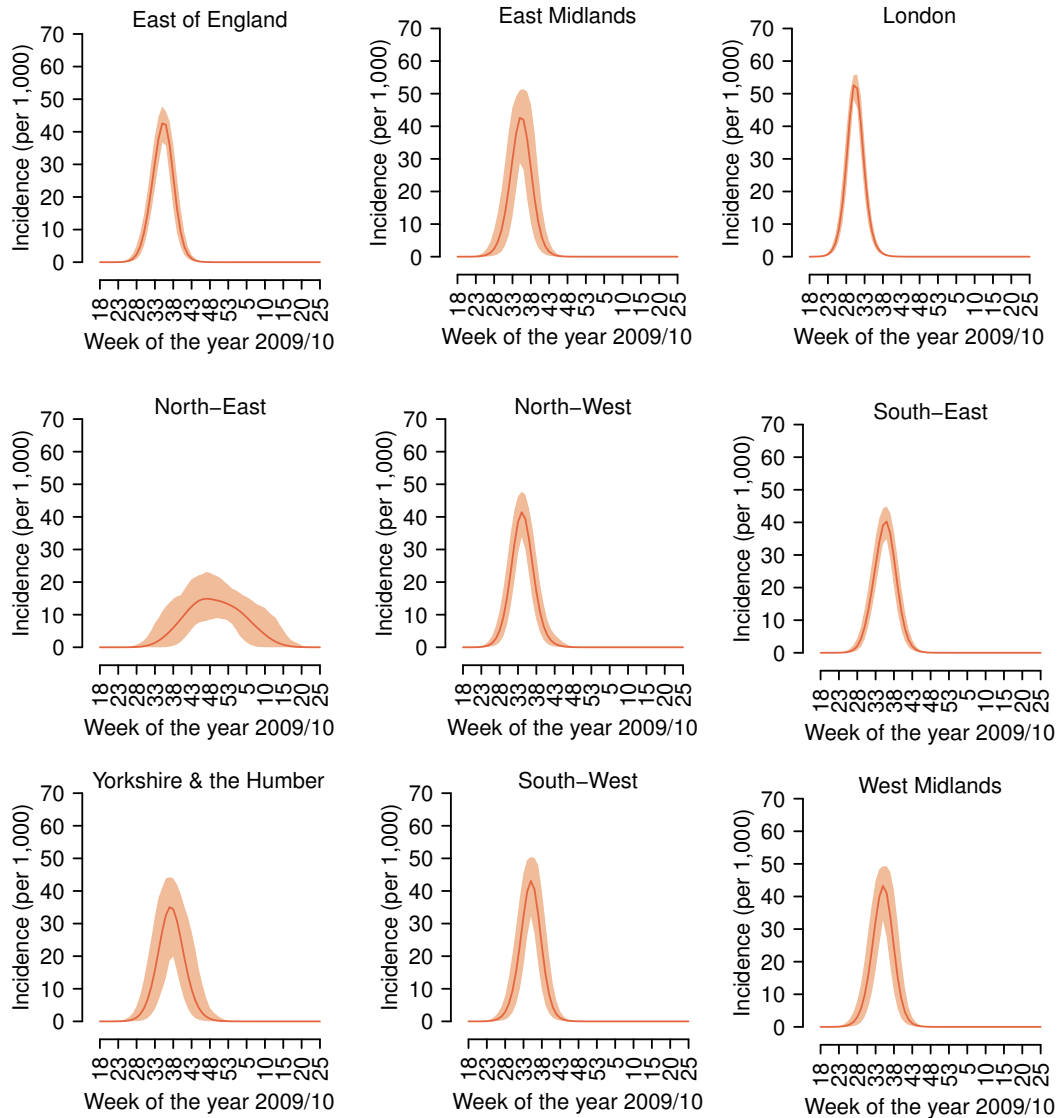 East of England
Incidence (per 1,000)
70
60
50
40
30
20
10
0
18 23 28 33 38 43 48 53 5 10 15 20 25
Week of the year 2009/10
East Midlands
Incidence (per 1,000)
70
60
50
40
30
20
10
0
18 23 28 33 38 43 48 53 5 10 15 20 25
Week of the year 2009/10
London
Incidence (per 1,000)
70
60
50
40
30
20
10
0
18 23 28 33 38 43 48 53 5 10 15 20 25
Week of the year 2009/10
North−East
Incidence (per 1,000)
70
60
50
40
30
20
10
0
18 23 28 33 38 43 48 53 5 10 15 20 25
Week of the year 2009/10
North−West
Incidence (per 1,000)
70
60
50
40
30
20
10
0
18 23 28 33 38 43 48 53 5 10 15 20 25
Week of the year 2009/10
South−East
Incidence (per 1,000)
70
60
50
40
30
20
10
0
18 23 28 33 38 43 48 53 5 10 15 20 25
Week of the year 2009/10
Yorkshire & the Humber
Incidence (per 1,000)
70
60
50
40
30
20
10
0
18 23 28 33 38 43 48 53 5 10 15 20 25
Week of the year 2009/10
South−West
Incidence (per 1,000)
70
60
50
40
30
20
10
0
18 23 28 33 38 43 48 53 5 10 15 20 25
Week of the year 2009/10
West Midlands
Incidence (per 1,000)
70
60
50
40
30
20
10
0
18 23 28 33 38 43 48 53 5 10 15 20 25
Week of the year 2009/10